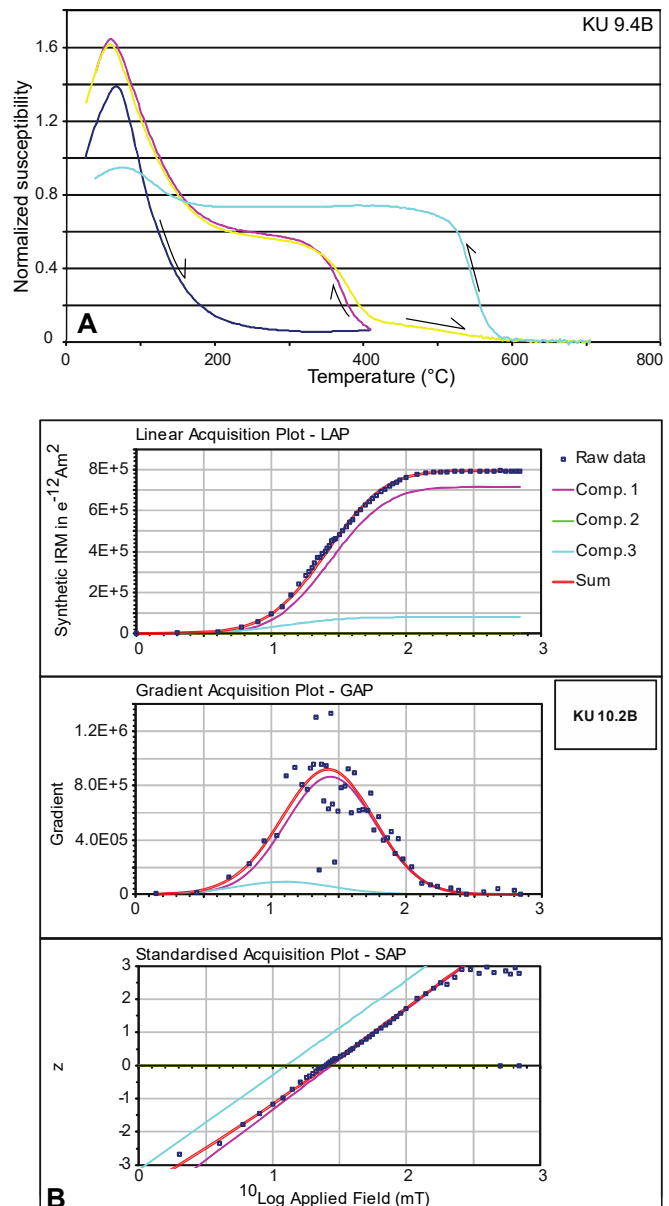 KU 9.4B
Normalized susceptibility
1.6
1.2
0.8
0.4
0
A
0 200 400 600 800
Temperature (°C)
Linear Acquisition Plot - LAP
Synthetic IRM in e⁻¹²Am²
8E+5
6E+5
4E+5
2E+5
0
0 1 2 3
Raw data
Comp. 1
Comp. 2
Comp.3
Sum
Gradient Acquisition Plot - GAP
KU 10.2B
Gradient
1.2E+6
8.0E+5
4.0E+05
0
0 1 2 3
Standardised Acquisition Plot - SAP
z
3
2
1
0
-1
-2
-3
0 1 2 3
¹⁰Log Applied Field (mT)
B